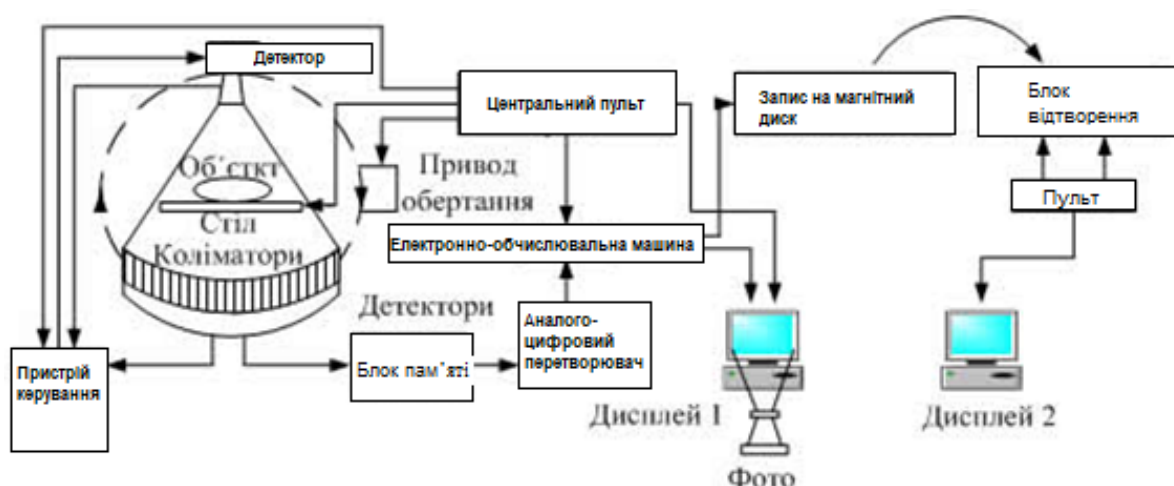 Детектор
Центральний пульт
Запис на магнітний
диск
Блок
відтворення
Об´єткт
Стіл
Коліматори
Привод
обертання
Пульт
Електронно-обчислювальна машина
Детектори
Аналого-
цифровий
перетворювач
Блок пам´яті
Пристрій
керування
Дисплей 1
Дисплей 2
Фото